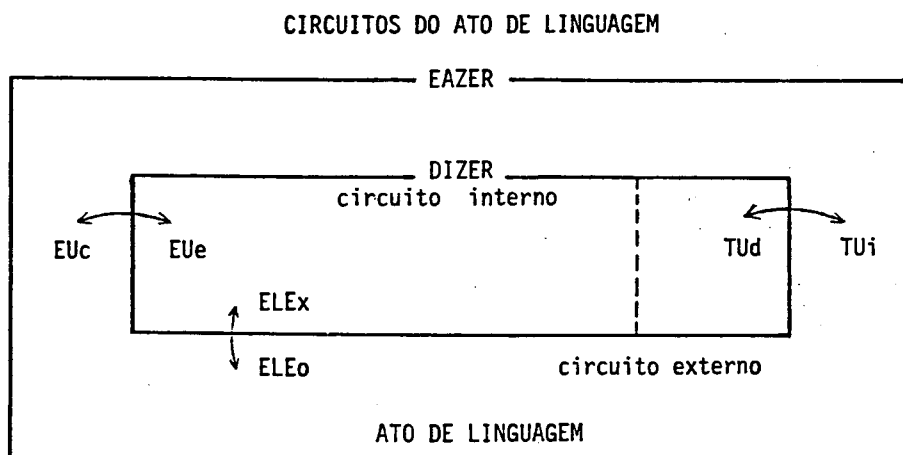 CIRCUITOS DO ATO DE LINGUAGEM
EAZER
DIZER
circuito interno
EUc EUe TUd TUi
ELEx
ELEo circuito externo
ATO DE LINGUAGEM